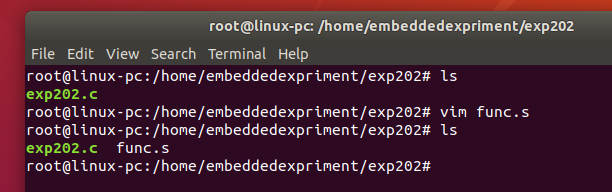 root@linux-pc: /home/embeddedexpriment/exp202
File Edit View Search Terminal Help
root@linux-pc:/home/embeddedexpriment/exp202# ls
exp202.c
root@linux-pc:/home/embeddedexpriment/exp202# vim func.s
root@linux-pc:/home/embeddedexpriment/exp202# ls
exp202.c func.s
root@linux-pc:/home/embeddedexpriment/exp202#